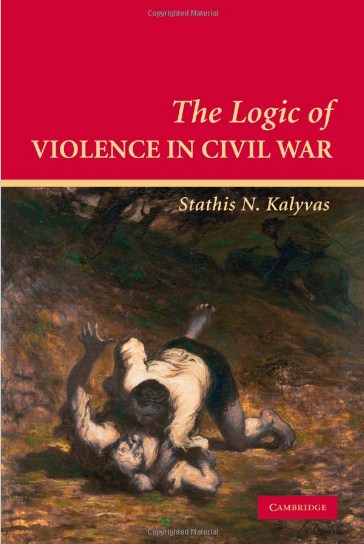 Copyrighted Material
The Logic of
VIOLENCE IN CIVIL WAR
Stathis N. Kalyvas
CAMBRIDGE
Copyrighted Material